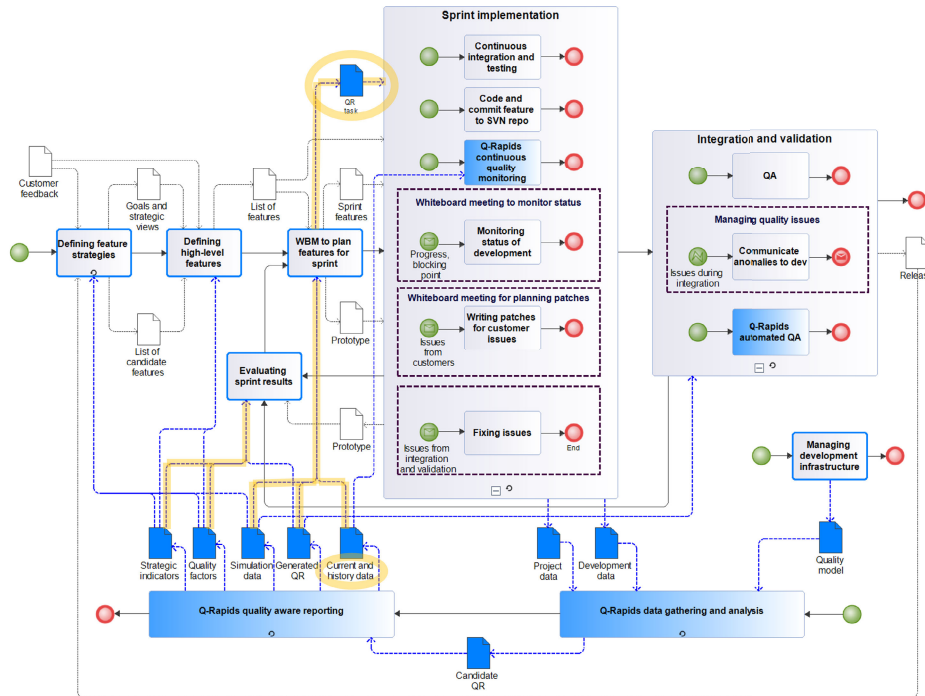 Sprint implementation
Continuous
integration and
testing
QR
task
Code and
commit feature
to SVN repo
Integration and validation
Q-Rapids
continuous
quality
monitoring
QA
Customer
feedback
Goals and
strategic
views
List of
features
Sprint
features
Whiteboard meeting to monitor status
Managing quality issues
Defining feature
strategies
Defining
high-level
features
WBM to plan
features for
sprint
Monitoring
status of
development
Progress,
blocking
point
Communicate
anomalies to dev
Issues during
integration
Releas
Whiteboard meeting for planning patches
Writing patches
for customer
issues
Issues from
customers
Q-Rapids
automated QA
List of
candidate
features
Prototype
Evaluating
sprint results
Prototype
Fixing issues
Issues from
integration
and validation
End
Managing
development
infrastructure
Strategic
indicators
Quality
factors
Simulation
data
Generated
QR
Current and
history data
Project
data
Development
data
Quality
model
Q-Rapids quality aware reporting
Q-Rapids data gathering and analysis
Candidate
QR